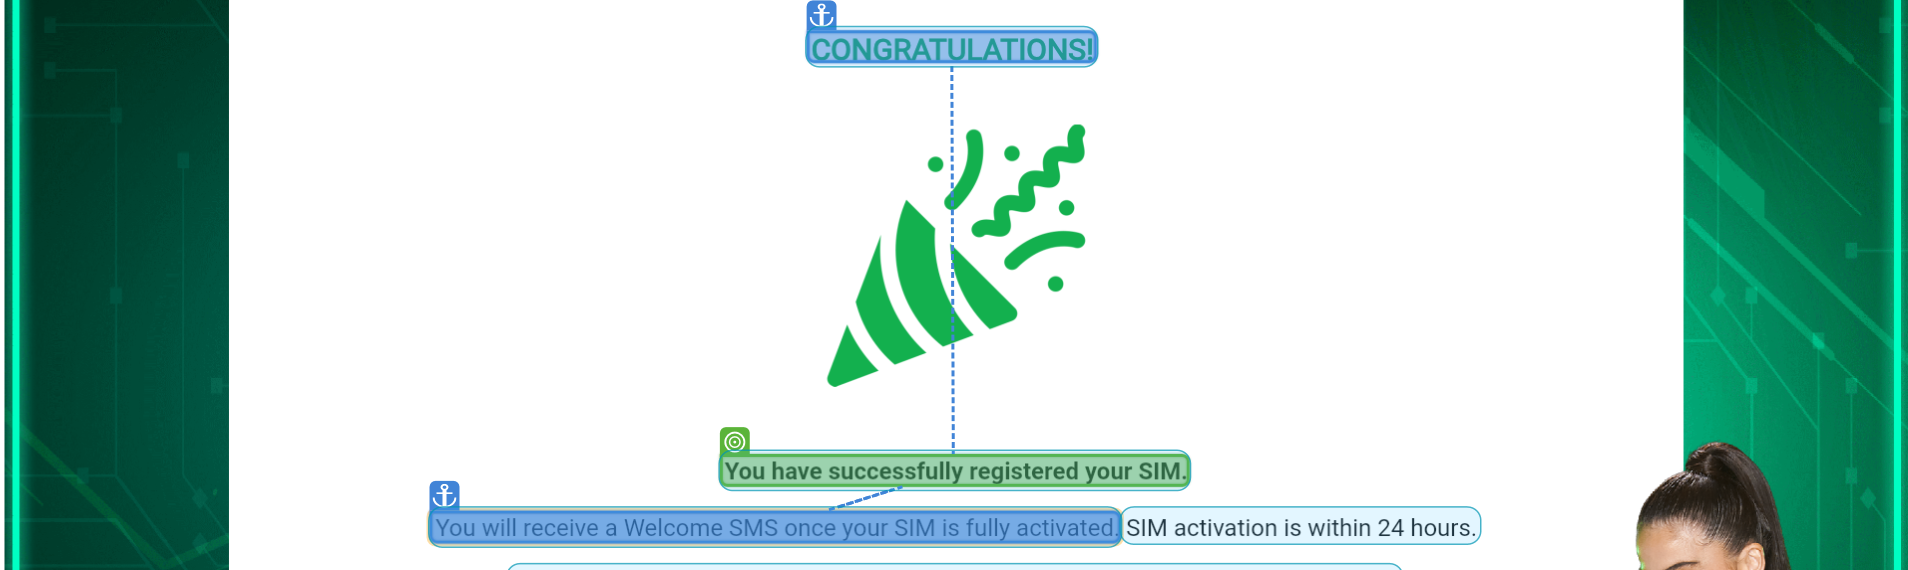 CONGRATULATIONS!
You have successfully registered your SIM.
You will receive a Welcome SMS once your SIM is fully activated. SIM activation is within 24 hours.